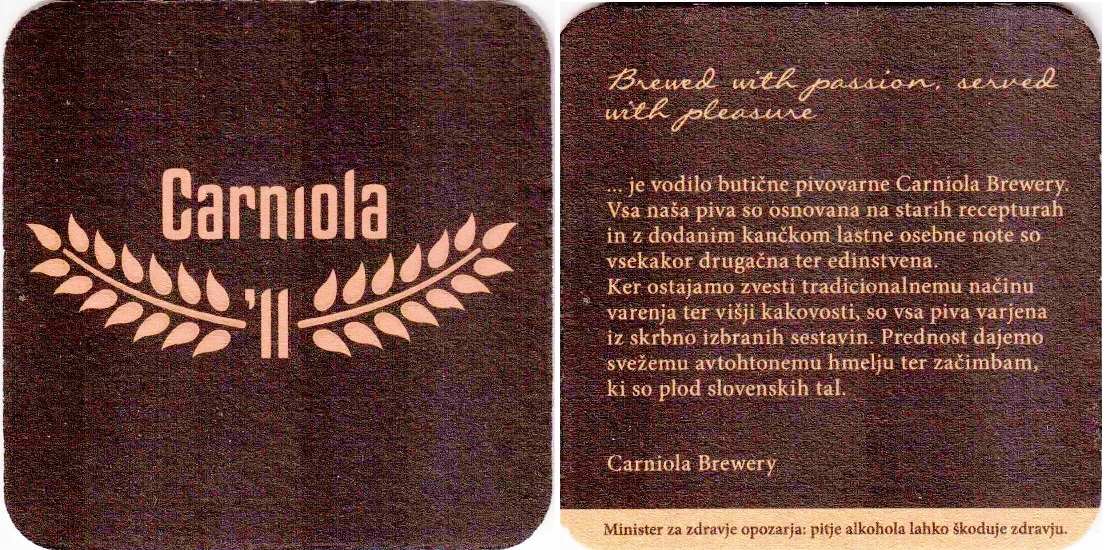 Carniola
'11
Brewed with passion, served
with pleasure
... je vodilo butične pivovarne Carniola Brewery.
Vsa naša piva so osnovana na starih recepturah
in z dodanim kančkom lastne osebne note so
vsekakor drugačna ter edinstvena.
Ker ostajamo zvesti tradicionalnemu načinu
varenja ter višji kakovosti, so vsa piva varjena
iz skrbno izbranih sestavin. Prednost dajemo
svežemu avtohtonemu hmelju ter začimbam,
ki so plod slovenskih tal.
Carniola Brewery
Minister za zdravje opozarja: pitje alkohola lahko škoduje zdravju.